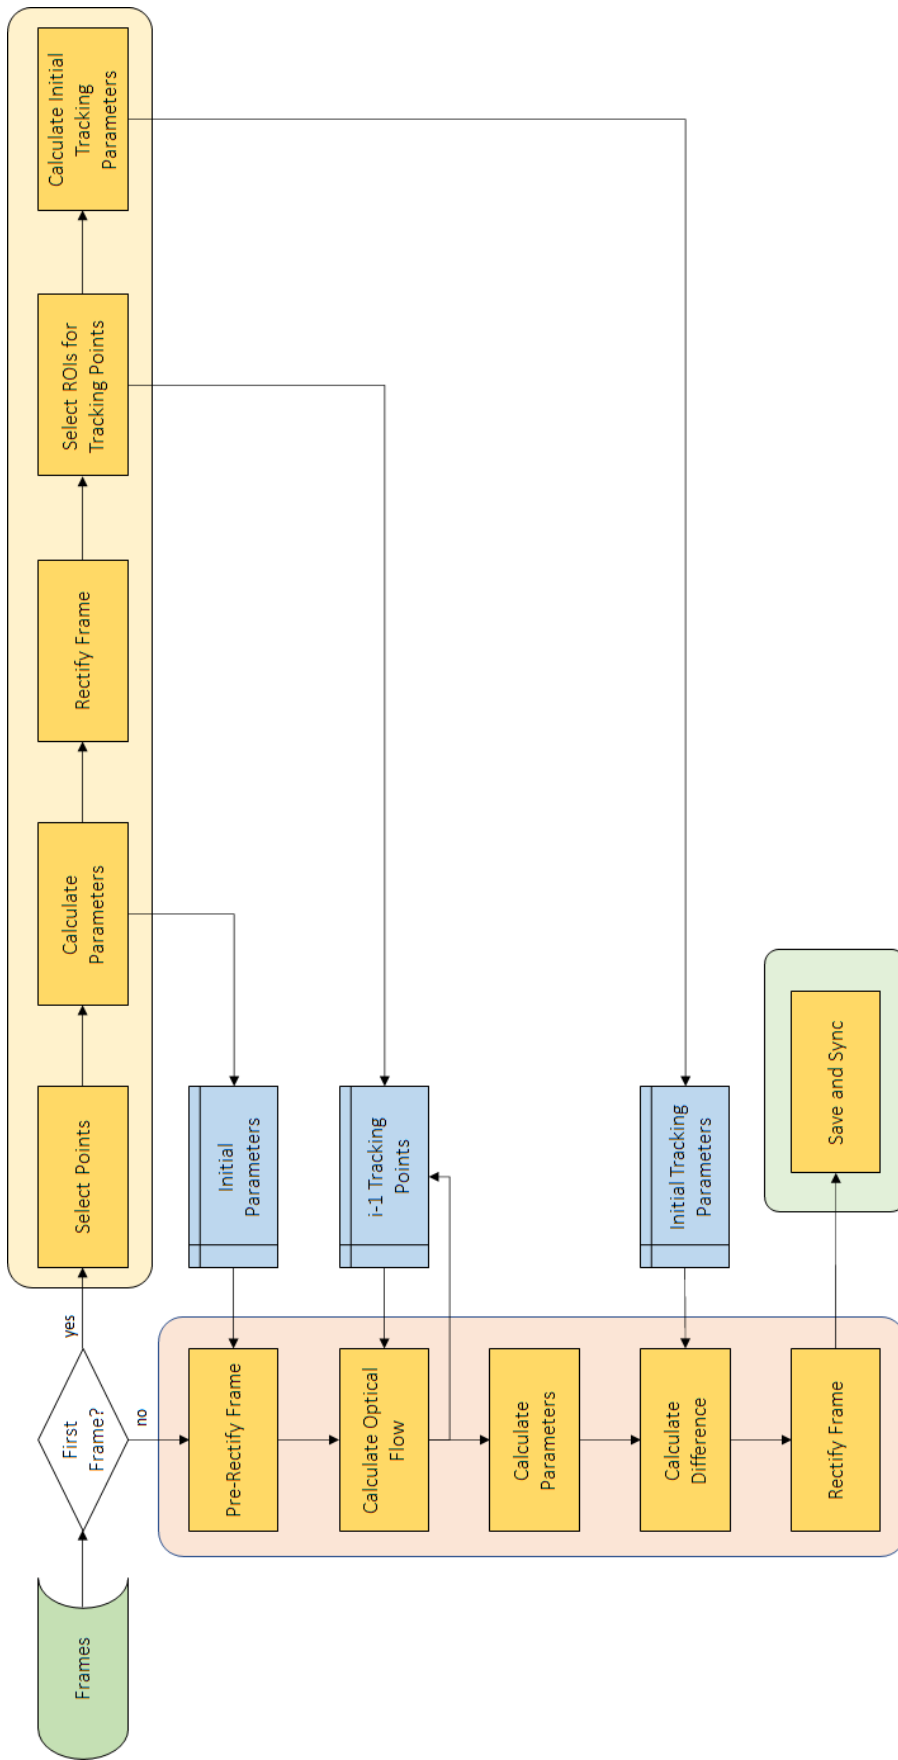 Frames
First
Frame?
yes
no
Select Points
Calculate
Parameters
Rectify Frame
Select ROIs for
Tracking Points
Calculate Initial
Tracking
Parameters
Pre-Rectify Frame
Initial
Parameters
Calculate Optical
Flow
i-1 Tracking
Points
Calculate
Parameters
Calculate
Difference
Initial Tracking
Parameters
Rectify Frame
Save and Sync